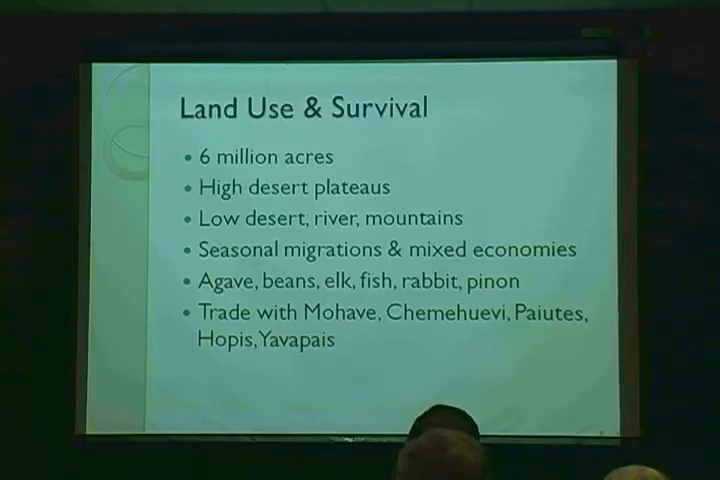 Land Use & Survival
• 6 million acres
• High desert plateaus
• Low desert, river, mountains
• Seasonal migrations & mixed economies
• Agave, beans, elk, fish, rabbit, pinon
• Trade with Mohave, Chemehuevi, Paiutes,
Hopis, Yavapais